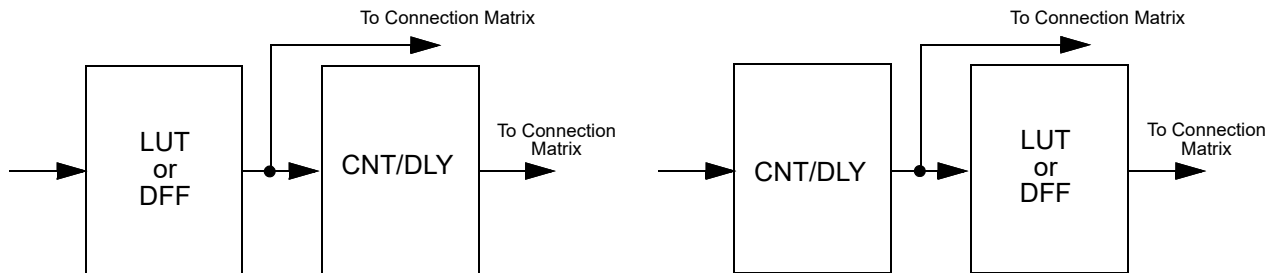 To Connection Matrix
LUT
or
DFF
CNT/DLY
To Connection
Matrix
To Connection Matrix
CNT/DLY
LUT
or
DFF
To Connection
Matrix